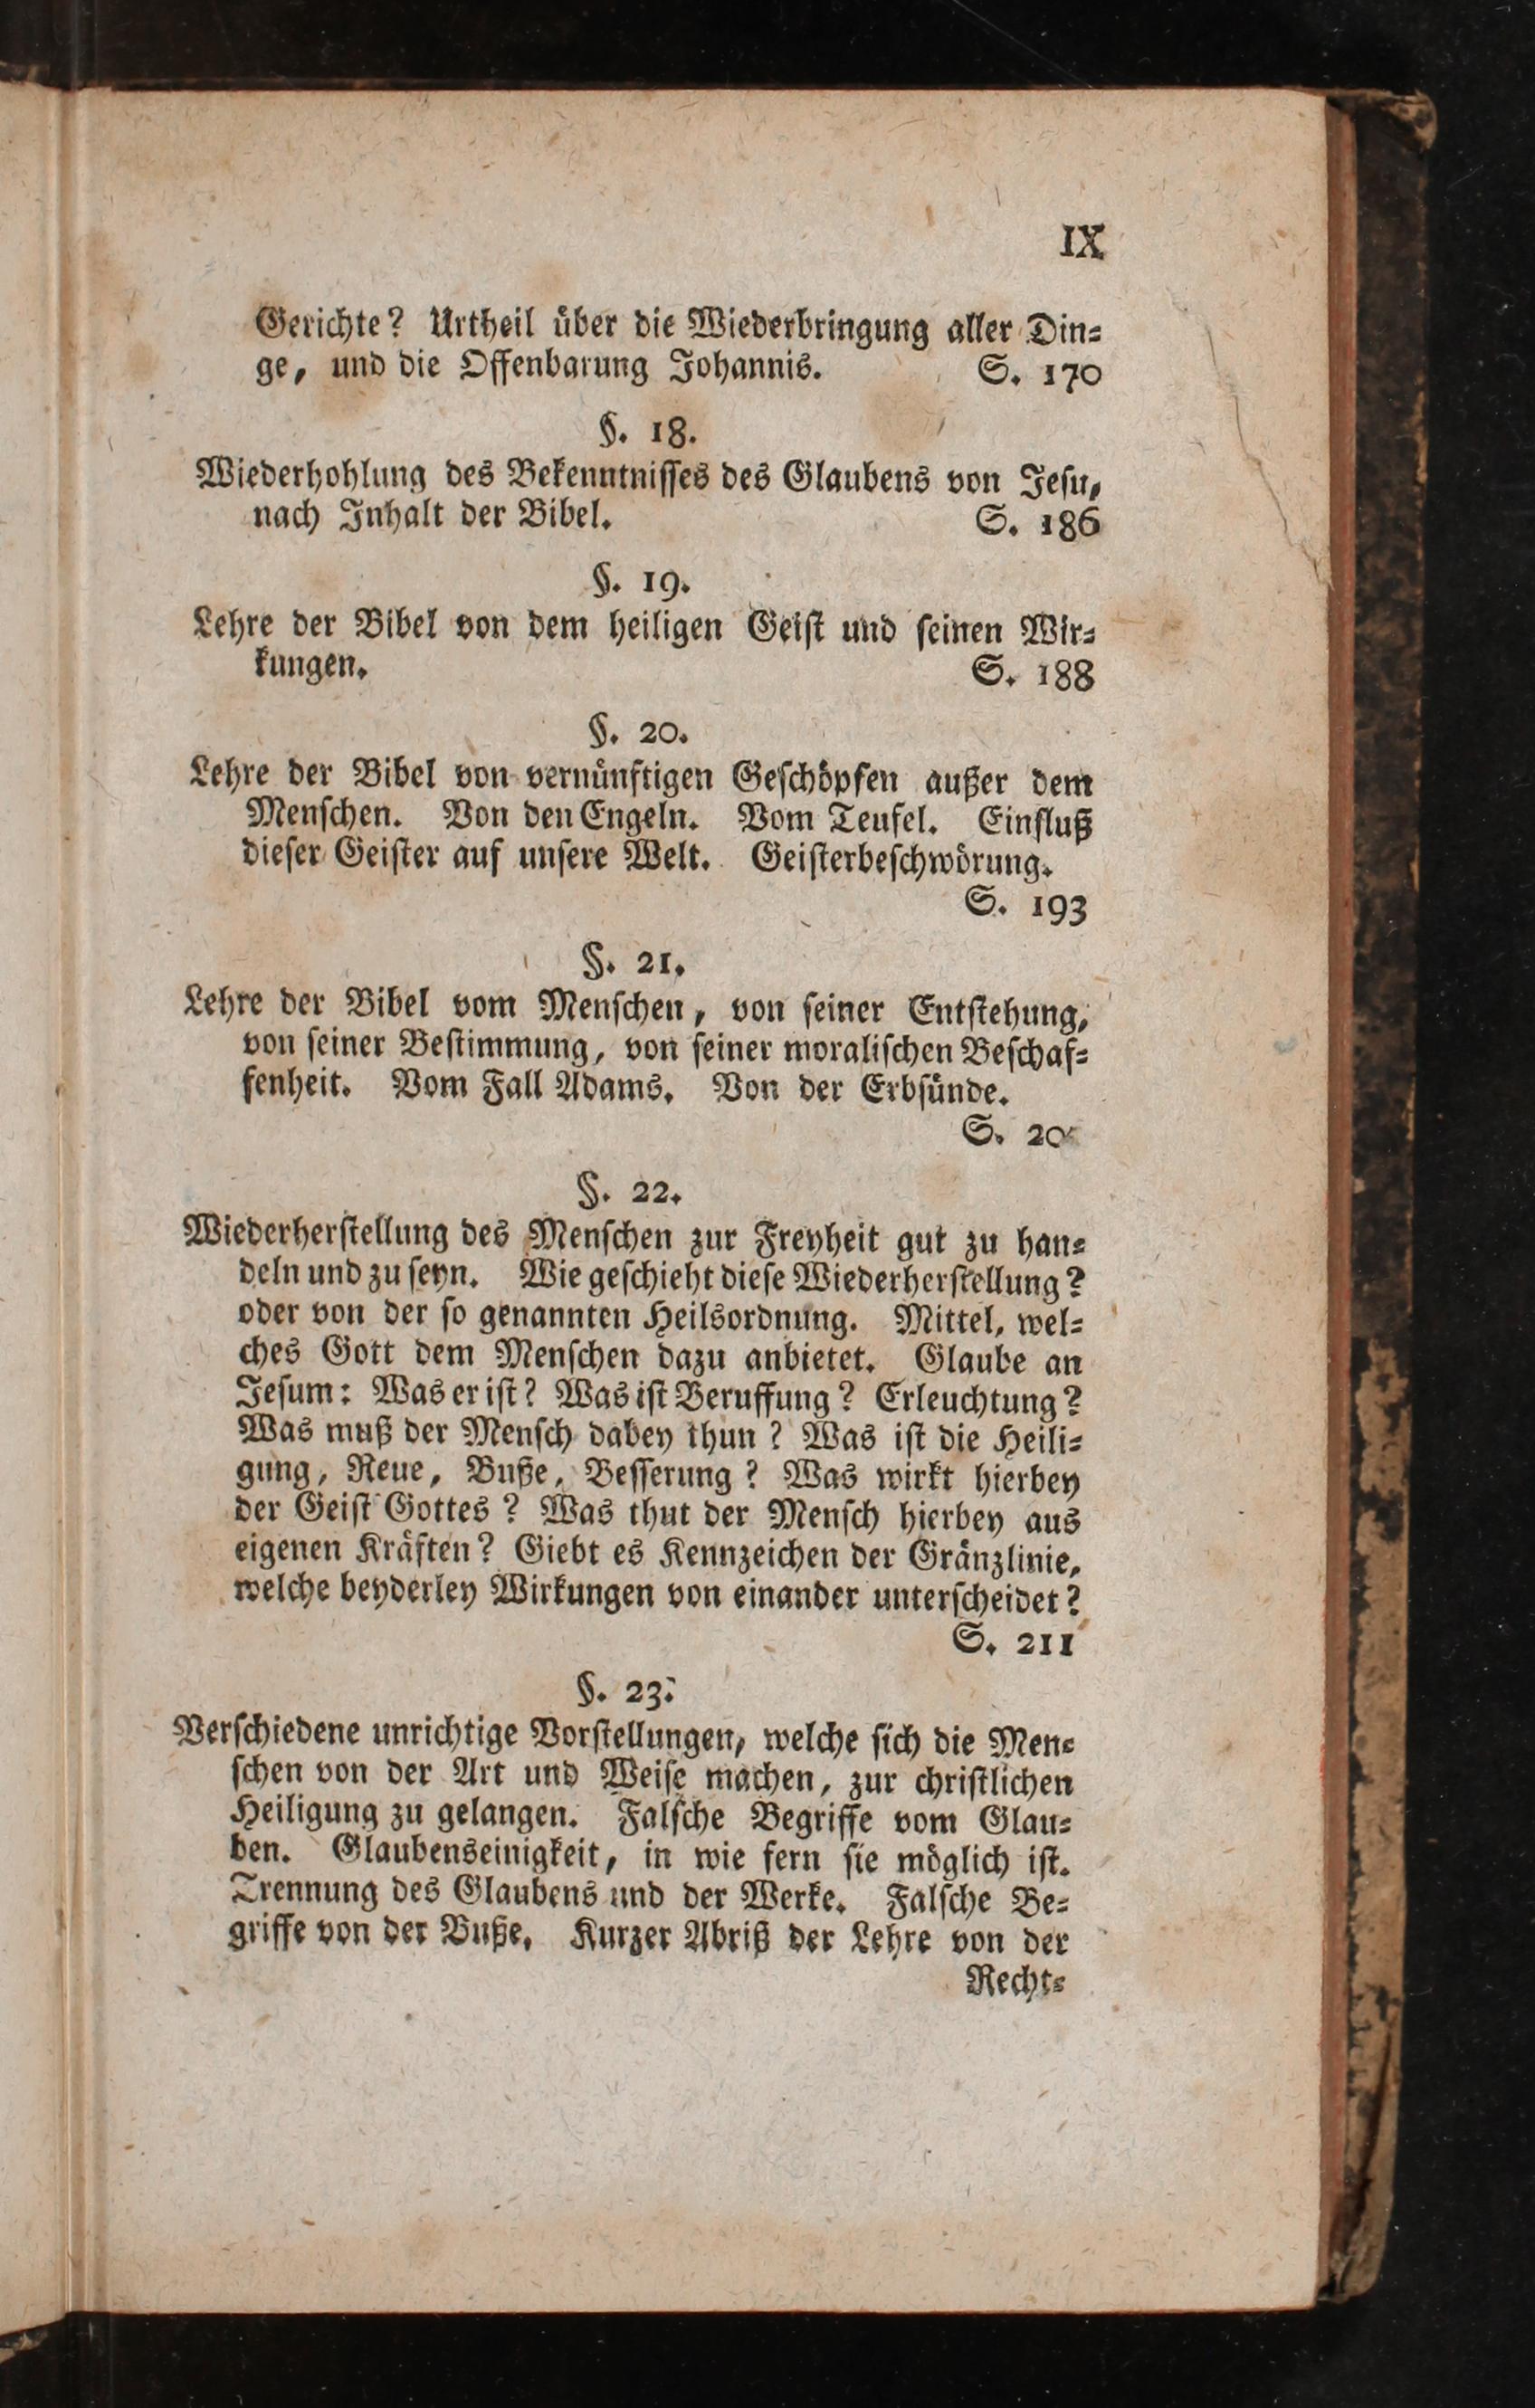 IX
Gerichte? Urtheil über die Wiederbringung aller Din⸗
ge, und die Offenbarung Johannis. S. 170
§. 18.
Wiederhohlung des Bekenntnisses des Glaubens von Jesu,
nach Inhalt der Bibel. S. 186
§. 19.
Lehre der Bibel von dem heiligen Geist und seinen Wir⸗
kungen. S. 188
§. 20.
Lehre der Bibel von vernünftigen Geschöpfen außer dem
Menschen. Von den Engeln. Vom Teufel. Einfluß
dieser Geister auf unsere Welt. Geisterbeschwörung.
S. 193
§. 21.
Lehre der Bibel vom Menschen, von seiner Entstehung,
von seiner Bestimmung, von seiner moralischen Beschaf⸗
fenheit. Vom Fall Adams. Von der Erbsünde.
S.
§. 22.
Wiederherstellung des Menschen zur Freyheit gut zu han⸗
deln und zu seyn. Wie geschieht diese Wiederherstellung?
oder von der so genannten Heilsordnung. Mittel, wel⸗
ches Gott dem Menschen dazu anbietet. Glaube an
Jesum: Was er ist? Was ist Beruffung? Erleuchtung?
Was muß der Mensch dabey thun? Was ist die Heili⸗
gung, Reue, Buße, Besserung? Was wirkt hierbey
der Geist Gottes? Was thut der Mensch hierbey aus
eigenen Kräften? Giebt es Kennzeichen der Gränzlinie,
welche beyderley Wirkungen von einander unterscheidet?
S. 211
§. 23.
Verschiedene unrichtige Vorstellungen, welche sich die Men⸗
schen von der Art und Weise machen, zur christlichen
Heiligung zu gelangen. Falsche Begriffe vom Glau⸗
ben. Glaubenseinigkeit, in wie fern sie möglich ist.
Trennung des Glaubens und der Werke. Falsche Be⸗
griffe von der Buße. Kurzer Abriß der Lehre von der
Recht⸗